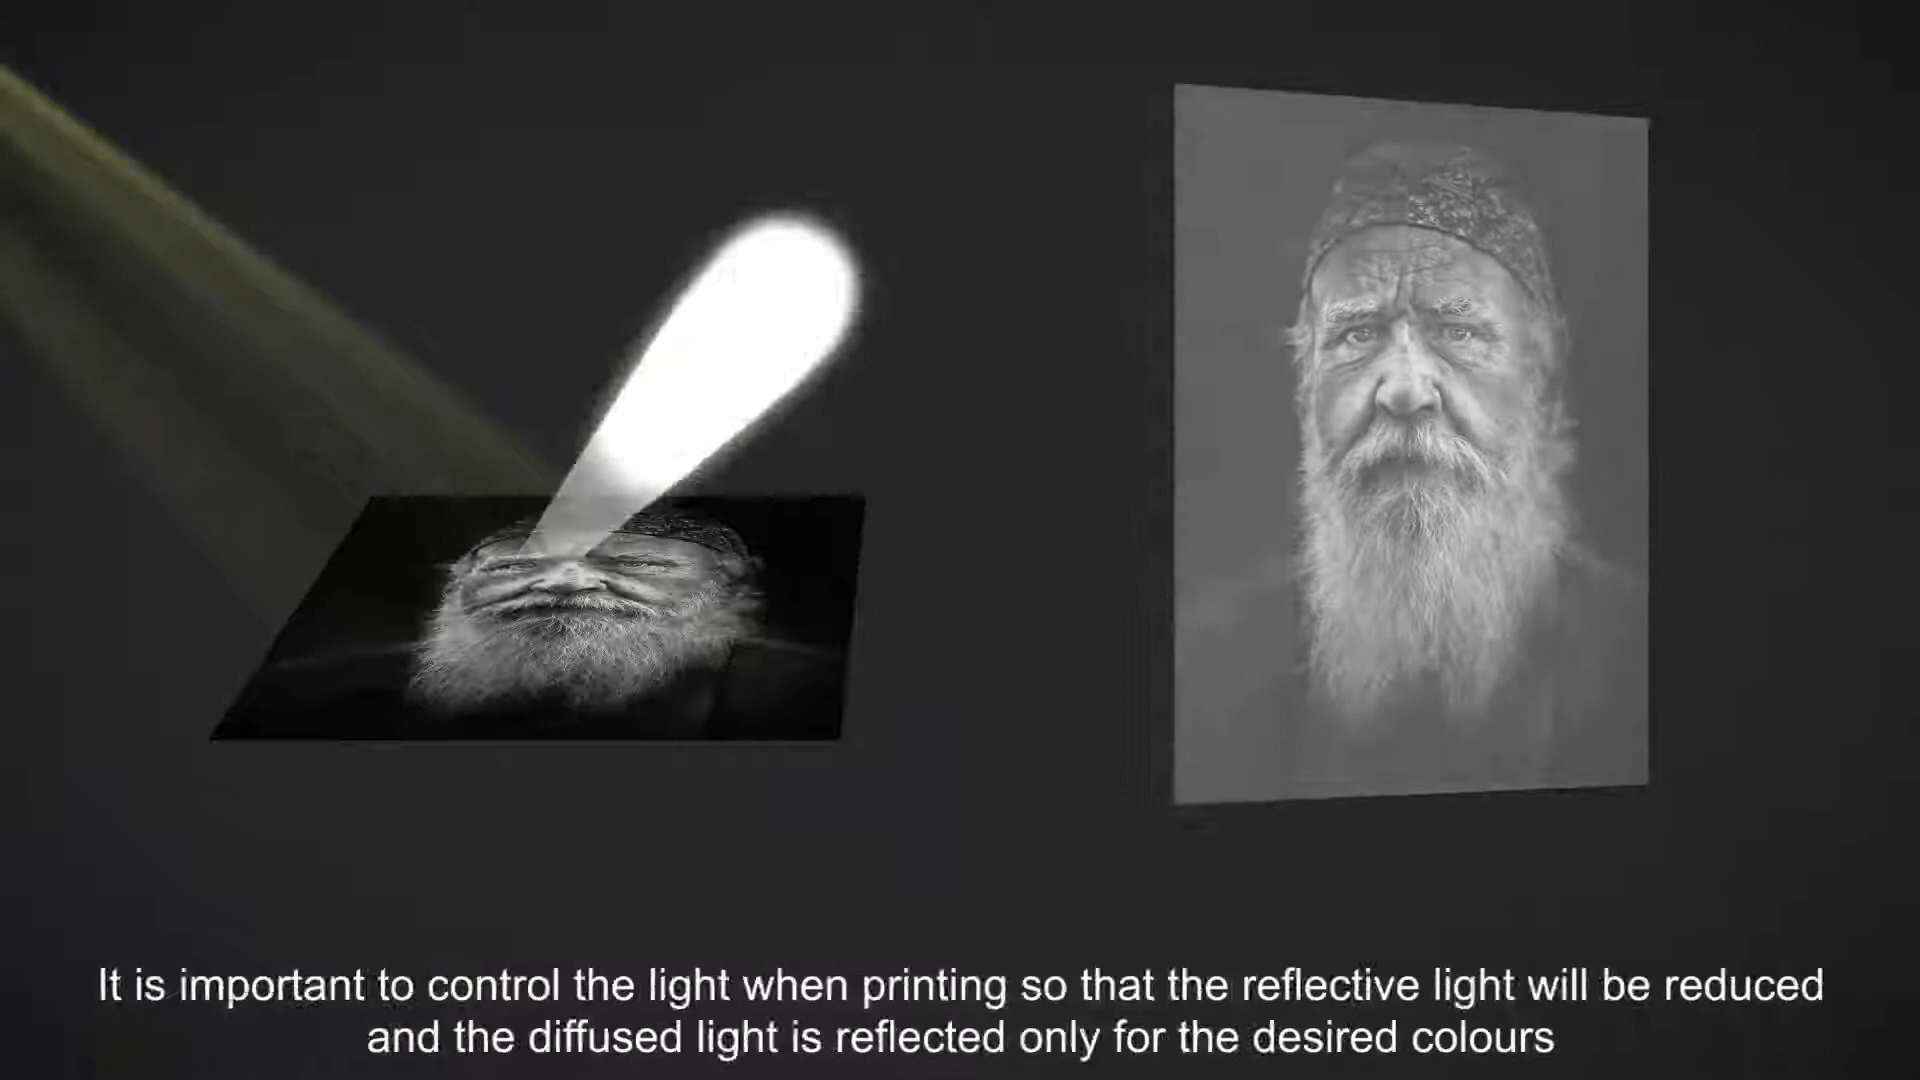 It is important to control the light when printing so that the reflective light will be reduced
and the diffused light is reflected only for the desired colours